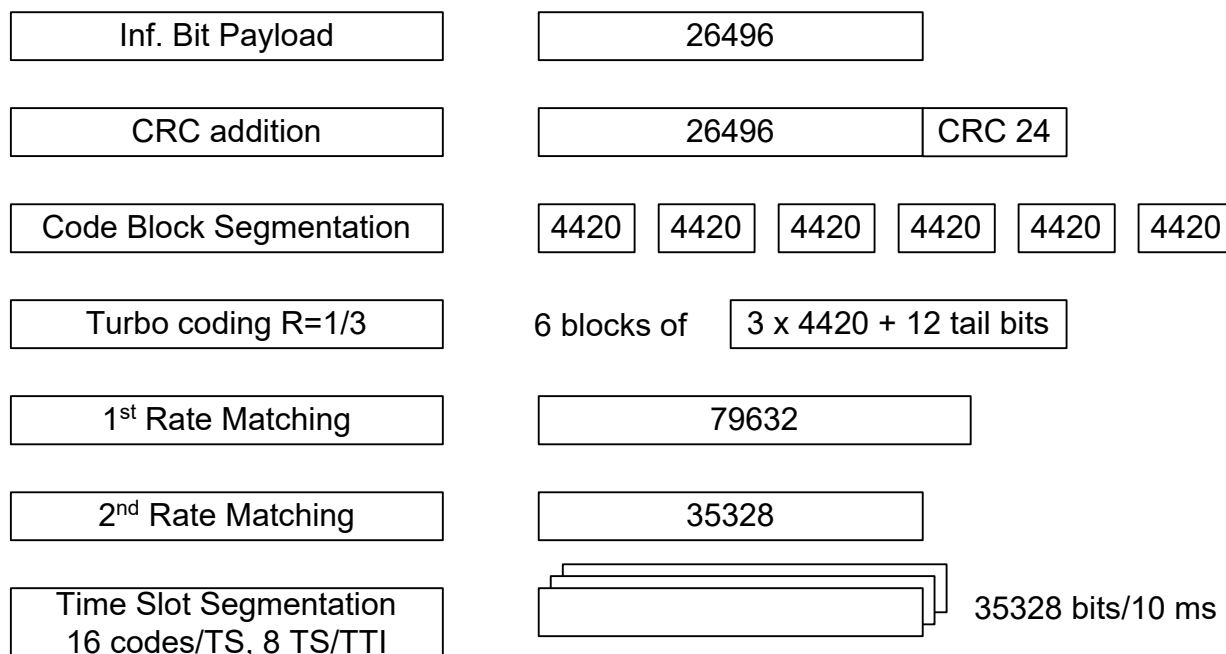 Inf. Bit Payload 26496
CRC addition 26496 CRC 24
Code Block Segmentation 4420 4420 4420 4420 4420 4420
Turbo coding R=1/3 6 blocks of 3 x 4420 + 12 tail bits
1st Rate Matching 79632
2nd Rate Matching 35328
Time Slot Segmentation
16 codes/TS, 8 TS/TTI
35328 bits/10 ms